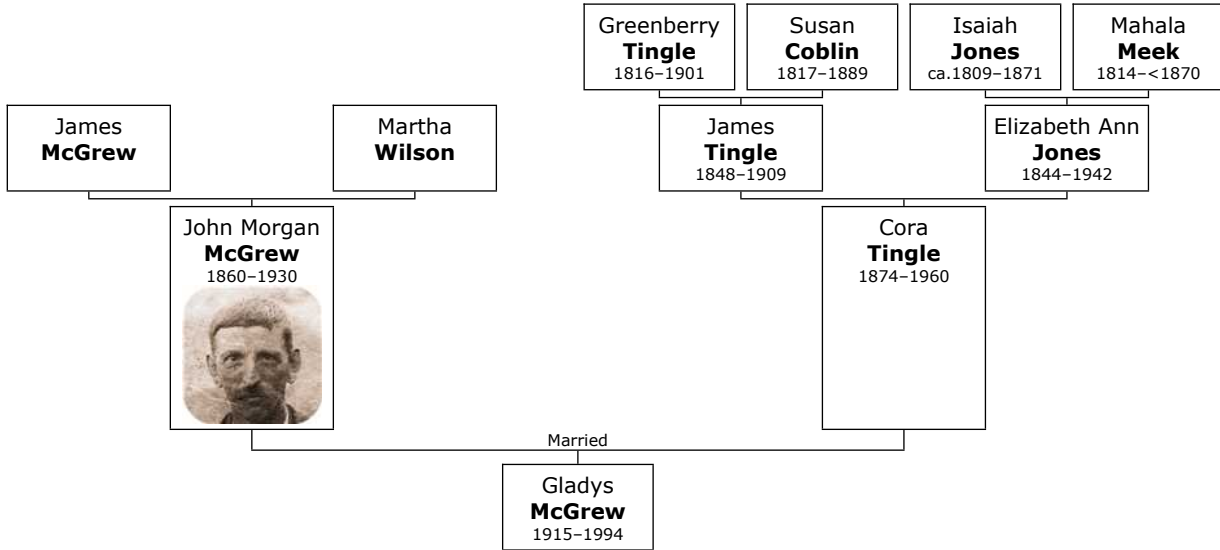 Greenberry
Tingle
1816–1901
Susan
Coblin
1817–1889
Isaiah
Jones
ca.1809–1871
Mahala
Meek
1814–<1870
James
McGrew
Martha
Wilson
James
Tingle
1848–1909
Elizabeth Ann
Jones
1844–1942
John Morgan
McGrew
1860–1930
Cora
Tingle
1874–1960
Married
Gladys
McGrew
1915–1994